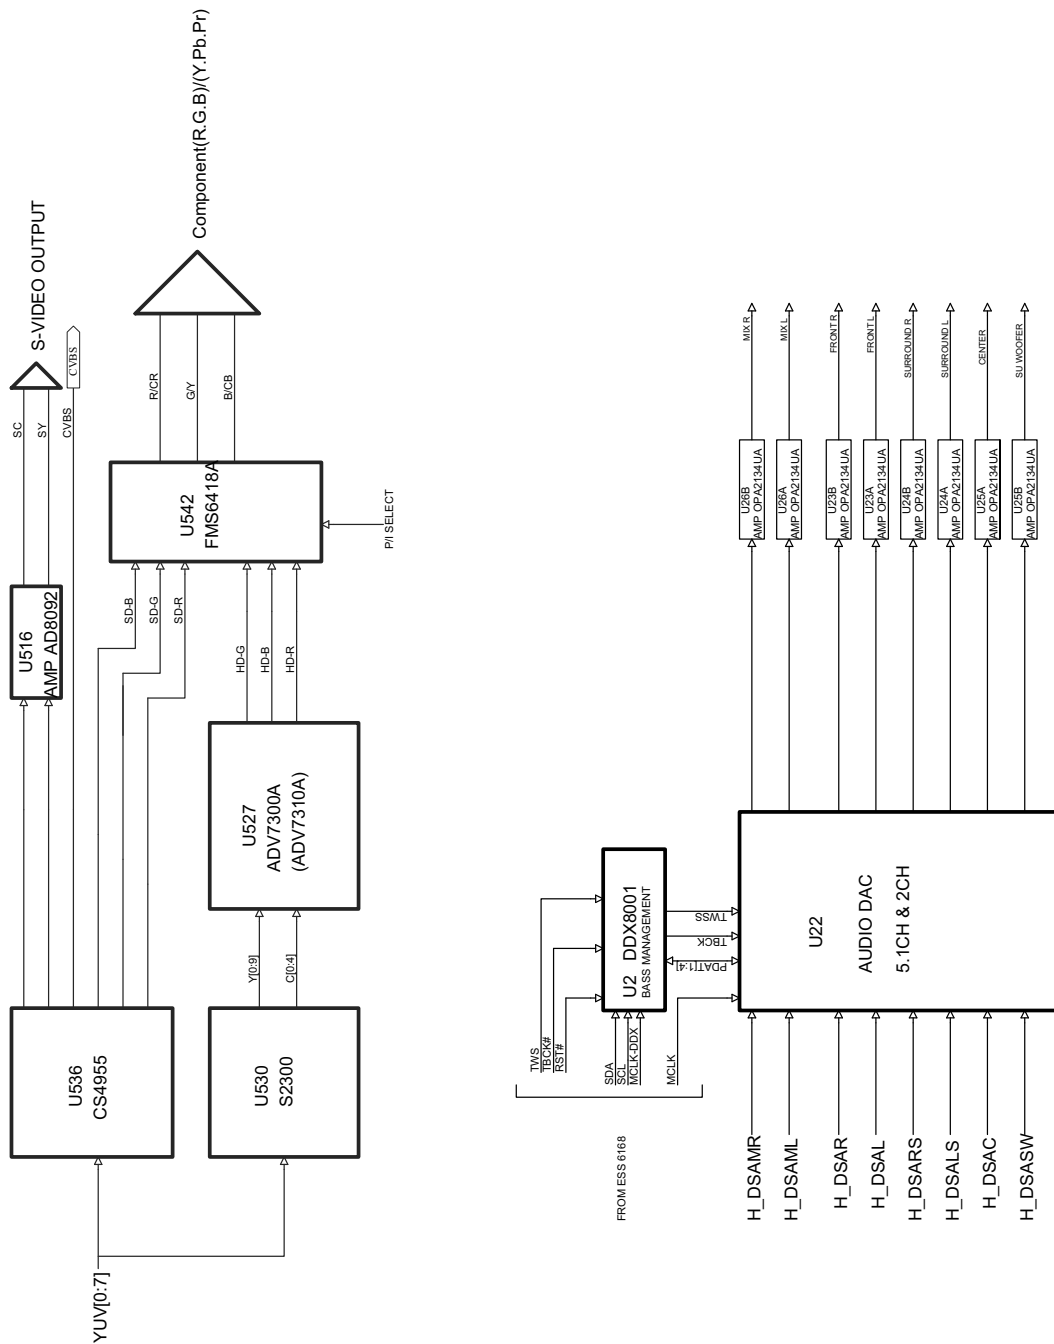 YUV[0:7]
U536
CS4955
U530
S2300
Y[0:9]
C[0:4]
U527
ADV7300A
(ADV7310A)
U516
AMP AD8092
SC
SY
CVBS
CVBS
S-VIDEO OUTPUT
SD-B
SD-G
SD-R
HD-G
HD-B
HD-R
U542
FMS6418A
P/I SELECT
R/CR
G/Y
B/CB
Component(R.G.B)/(Y.Pb.Pr)
FROM ESS 6168
TWS
TBCK#
RST#
SDA
SCL
MCLK-DDX
MCLK
U2 DDX8001
BASS MANAGEMENT
TWSS
TBCK
PDAT[1:4]
H_DSAMR
H_DSAML
H_DSAR
H_DSAL
H_DSARS
H_DSALS
H_DSAC
H_DSASW
U22
AUDIO DAC
5.1CH & 2CH
U26B
AMP OPA2134UA
MIX R
U26A
AMP OPA2134UA
MIX L
U23B
AMP OPA2134UA
FRONT R
U23A
AMP OPA2134UA
FRONT L
U24B
AMP OPA2134UA
SURROUND R
U24A
AMP OPA2134UA
SURROUND L
U25A
AMP OPA2134UA
CENTER
U25B
AMP OPA2134UA
SU WOOFER